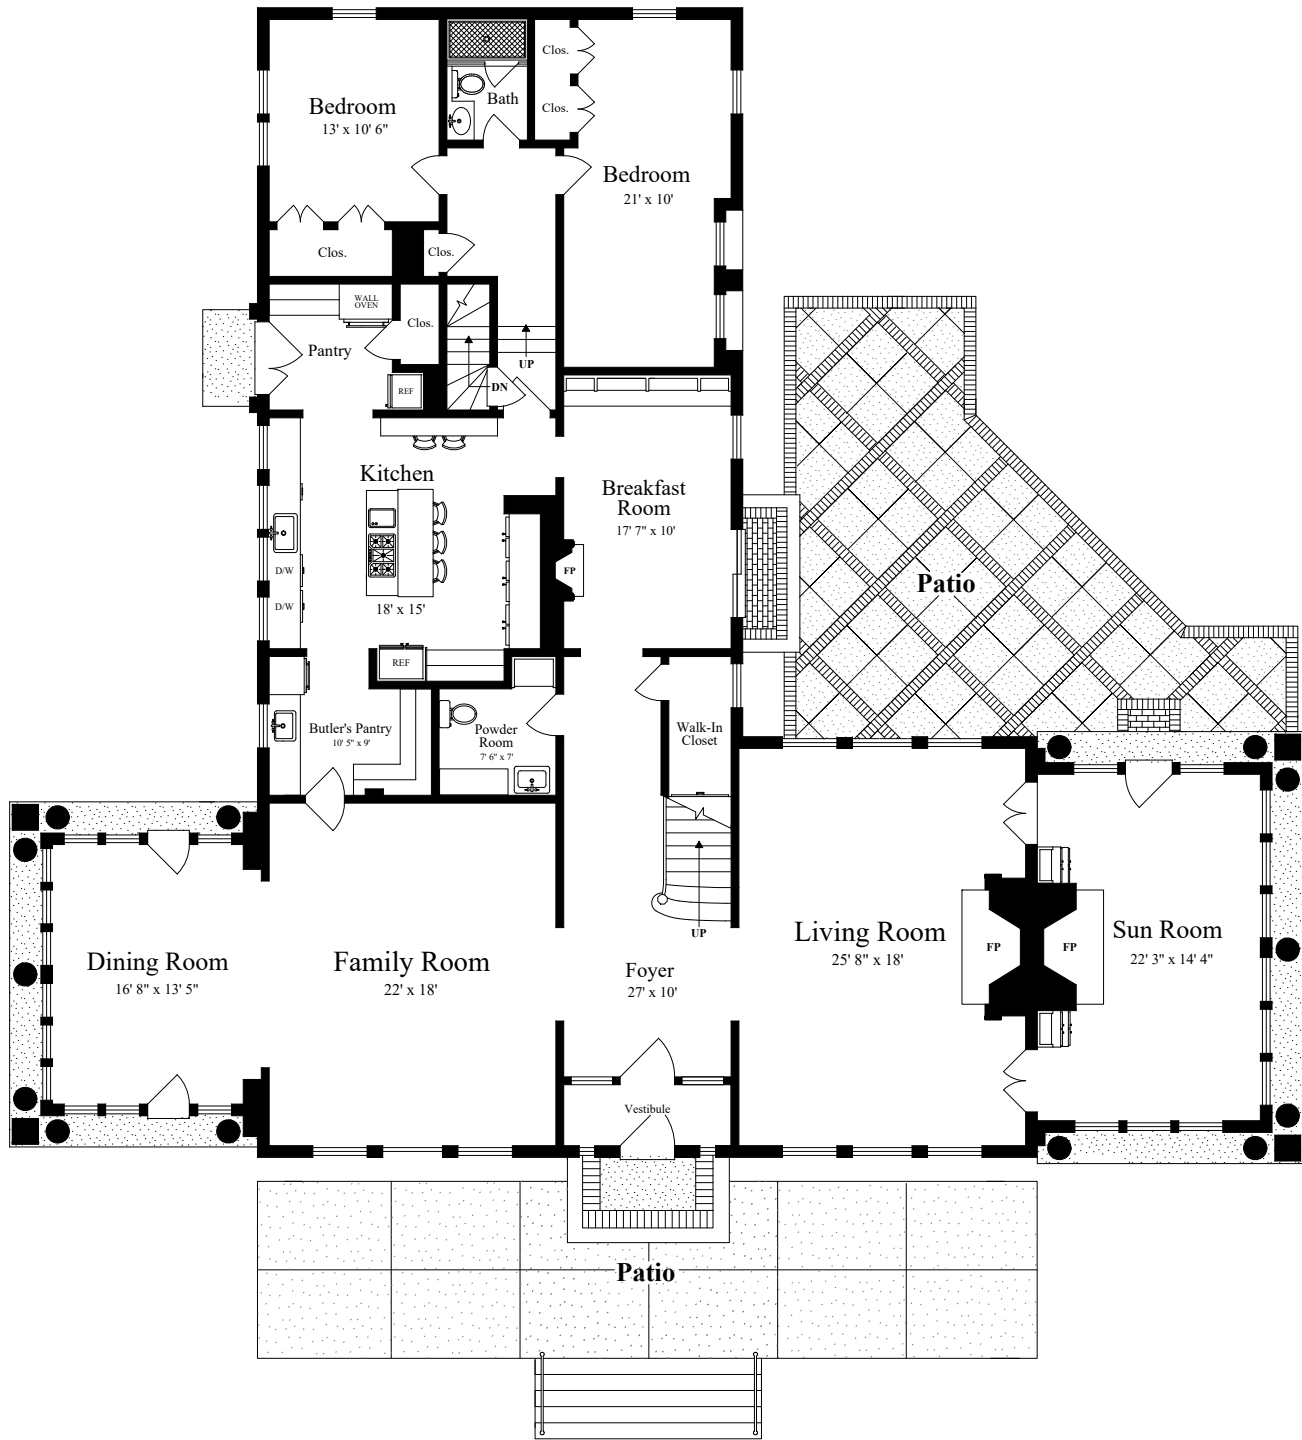 Clos.
Bath
Clos.
Bedroom
13' x 10' 6"
Bedroom
21' x 10'
Clos.
Clos.
WALL
OVEN
Clos.
Pantry
UP
DN
REF
Kitchen
Breakfast
Room
17' 7" x 10'
FP
D/W
D/W
18' x 15'
Patio
REF
Butler's Pantry
10' 5" x 9'
Powder
Room
7' 6" x 7'
Walk-In
Closet
UP
Dining Room
16' 8" x 13' 5"
Family Room
22' x 18'
Foyer
27' x 10'
Living Room
25' 8" x 18'
FP
FP
Sun Room
22' 3" x 14' 4"
Vestibule
Patio